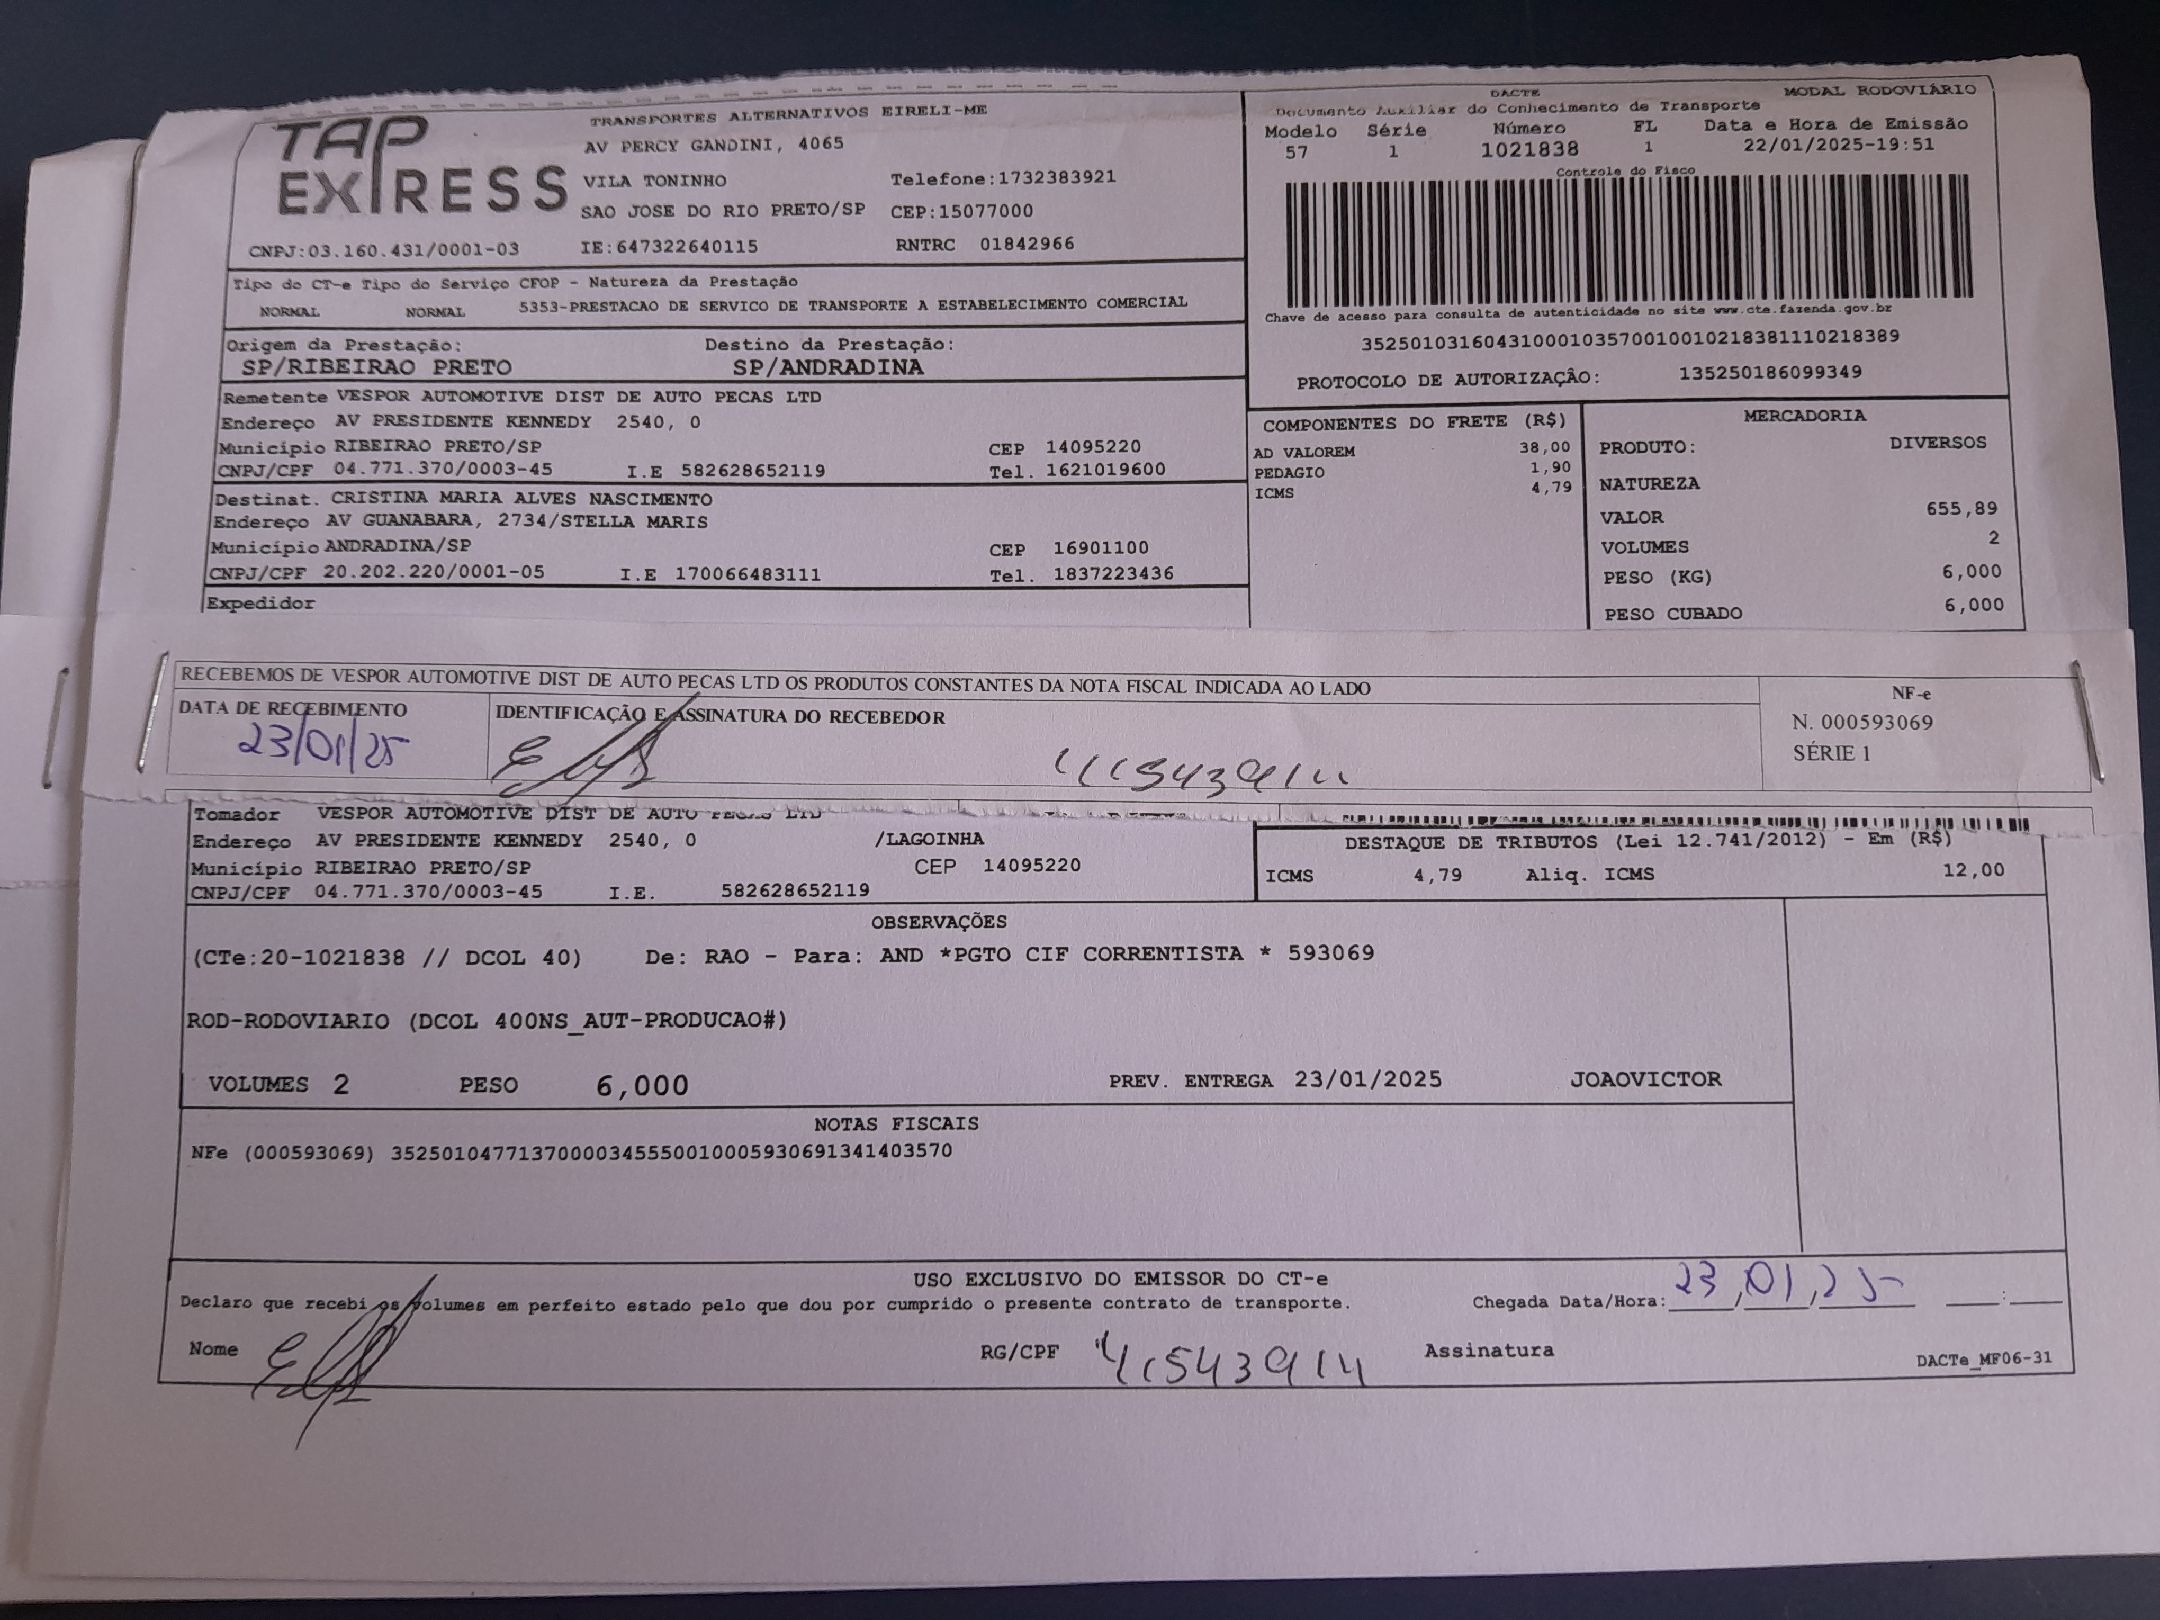 TAP EXPRESS
TRANSPORTES ALTERNATIVOS EIRELI-ME
AV PERCY GANDINI, 4065
VILA TONINHO Telefone:1732383921
SAO JOSE DO RIO PRETO/SP CEP:15077000
CNPJ:03.160.431/0001-03 IE:647322640115 RNTRC 01842966
DACTE MODAL RODOVIÁRIO
Documento Auxiliar do Conhecimento de Transporte
Modelo Série Número FL Data e Hora de Emissão
57 1 1021838 1 22/01/2025-19:51
Controle do Fisco
Chave de acesso para consulta de autenticidade no site www.cte.fazenda.gov.br
35250103160431000103570010010218381110218389
PROTOCOLO DE AUTORIZAÇÃO: 135250186099349
Tipo do CT-e Tipo do Serviço CFOP - Natureza da Prestação
NORMAL NORMAL 5353-PRESTACAO DE SERVICO DE TRANSPORTE A ESTABELECIMENTO COMERCIAL
Origem da Prestação: Destino da Prestação:
SP/RIBEIRAO PRETO SP/ANDRADINA
Remetente VESPOR AUTOMOTIVE DIST DE AUTO PECAS LTD
Endereço AV PRESIDENTE KENNEDY 2540, 0
Município RIBEIRAO PRETO/SP CEP 14095220
CNPJ/CPF 04.771.370/0003-45 I.E 582628652119 Tel. 1621019600
Destinat. CRISTINA MARIA ALVES NASCIMENTO
Endereço AV GUANABARA, 2734/STELLA MARIS
Município ANDRADINA/SP CEP 16901100
CNPJ/CPF 20.202.220/0001-05 I.E 170066483111 Tel. 1837223436
Expedidor
COMPONENTES DO FRETE (R$)
AD VALOREM 38,00
PEDAGIO 1,90
ICMS 4,79
MERCADORIA
PRODUTO: DIVERSOS
NATUREZA
VALOR 655,89
VOLUMES 2
PESO (KG) 6,000
PESO CUBADO 6,000
RECEBEMOS DE VESPOR AUTOMOTIVE DIST DE AUTO PECAS LTD OS PRODUTOS CONSTANTES DA NOTA FISCAL INDICADA AO LADO
DATA DE RECEBIMENTO IDENTIFICAÇÃO E ASSINATURA DO RECEBEDOR
23/01/25
NF-e
N. 000593069
SÉRIE 1
Tomador VESPOR AUTOMOTIVE DIST DE AUTO PECAS LTD
Endereço AV PRESIDENTE KENNEDY 2540, 0 /LAGOINHA
Município RIBEIRAO PRETO/SP CEP 14095220
CNPJ/CPF 04.771.370/0003-45 I.E. 582628652119
DESTAQUE DE TRIBUTOS (Lei 12.741/2012) - Em (R$)
ICMS 4,79 Aliq. ICMS 12,00
OBSERVAÇÕES
(CTe:20-1021838 // DCOL 40) De: RAO - Para: AND *PGTO CIF CORRENTISTA * 593069
ROD-RODOVIARIO (DCOL 400NS_AUT-PRODUCAO#)
VOLUMES 2 PESO 6,000 PREV. ENTREGA 23/01/2025 JOAOVICTOR
NOTAS FISCAIS
NFe (000593069) 35250104771370000345550010005930691341403570
USO EXCLUSIVO DO EMISSOR DO CT-e
Declaro que recebi os volumes em perfeito estado pelo que dou por cumprido o presente contrato de transporte. Chegada Data/Hora: 23,01,25
Nome RG/CPF Assinatura
DACTe_MF06-31